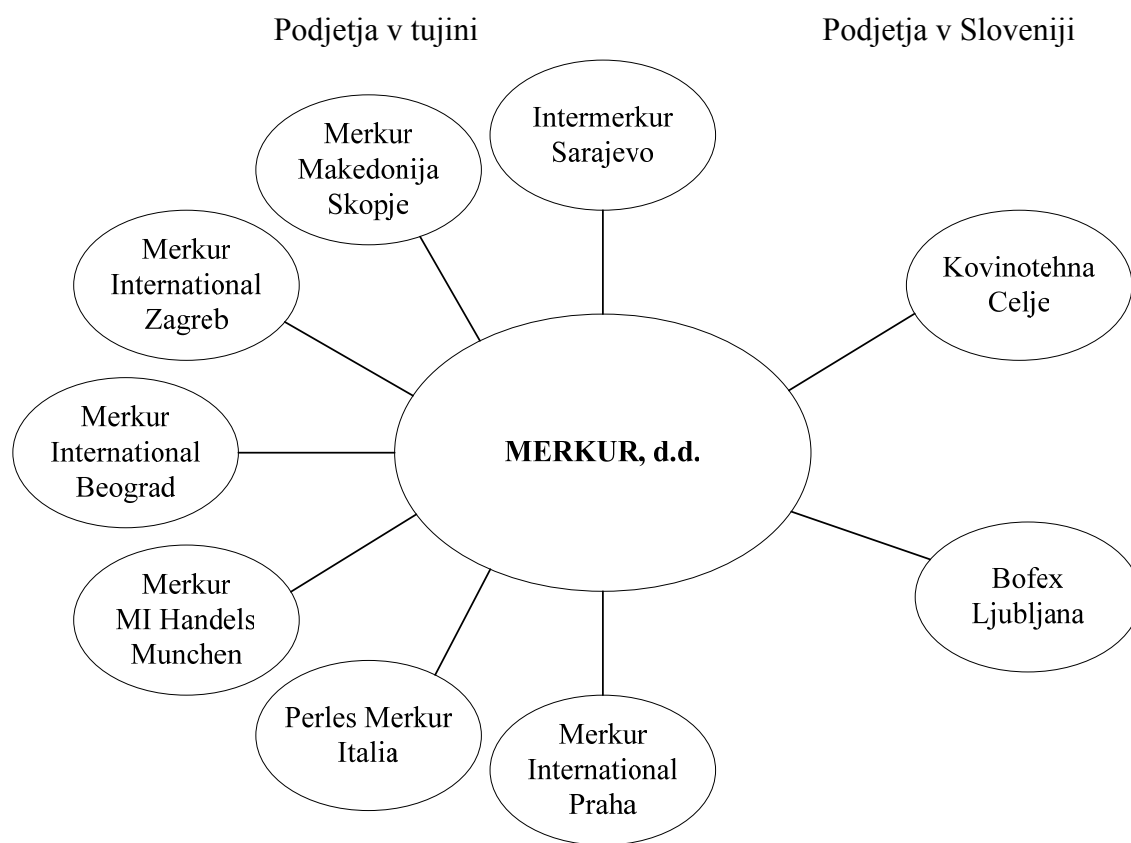 Podjetja v tujini
Podjetja v Sloveniji
Intermerkur
Sarajevo
Merkur
Makedonija
Skopje
Merkur
International
Zagreb
Kovinotehna
Celje
Merkur
International
Beograd
MERKUR, d.d.
Merkur
MI Handels
Munchen
Bofex
Ljubljana
Perles Merkur
Italia
Merkur
International
Praha